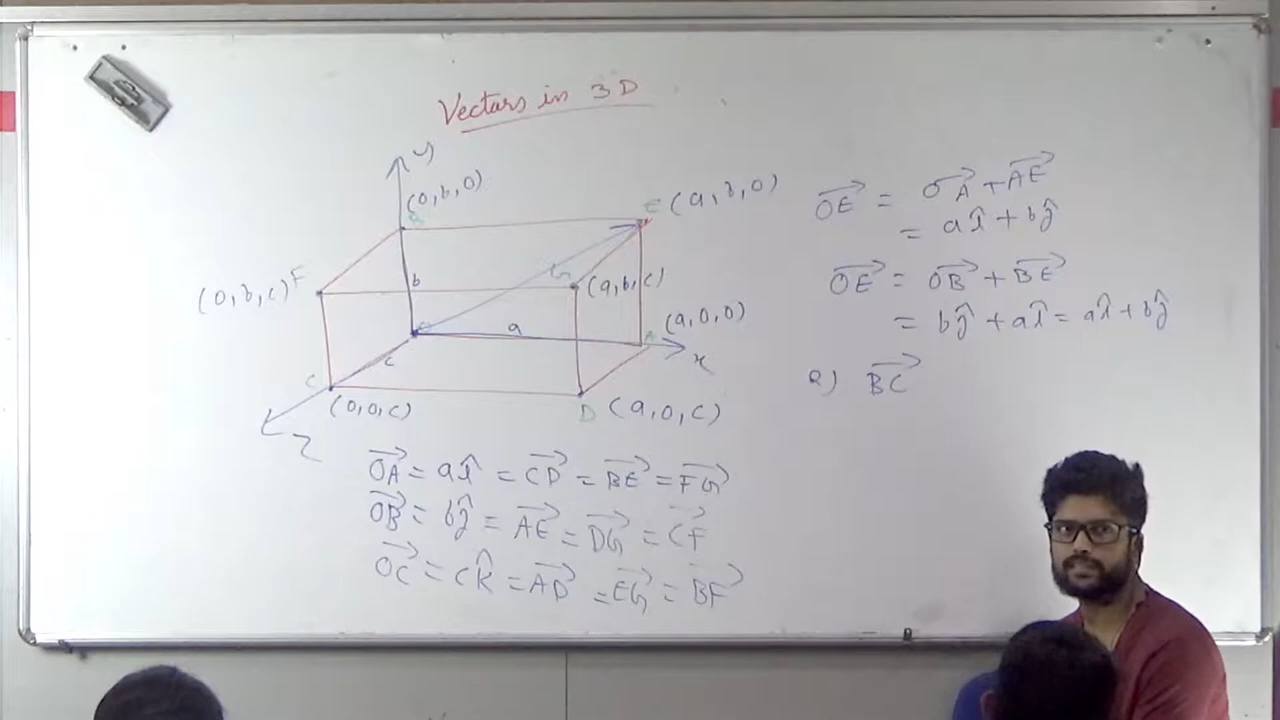 Vectors in 3D
y
(0,b,0)
B
E (a,b,0)
(0,b,c) F
b
G (a,b,c)
(a,0,0)
O
a
A
x
c
C
(0,0,c)
D (a,0,c)
z
OA⃗ = aî = CD⃗ = BE⃗ = FG⃗
OB⃗ = bĵ = AE⃗ = DG⃗ = CF⃗
OC⃗ = ck̂ = AD⃗ = EG⃗ = BF⃗
OE⃗ = OA⃗ + AE⃗
= aî + bĵ
OE⃗ = OB⃗ + BE⃗
= bĵ + aî = aî + bĵ
Q) BC⃗